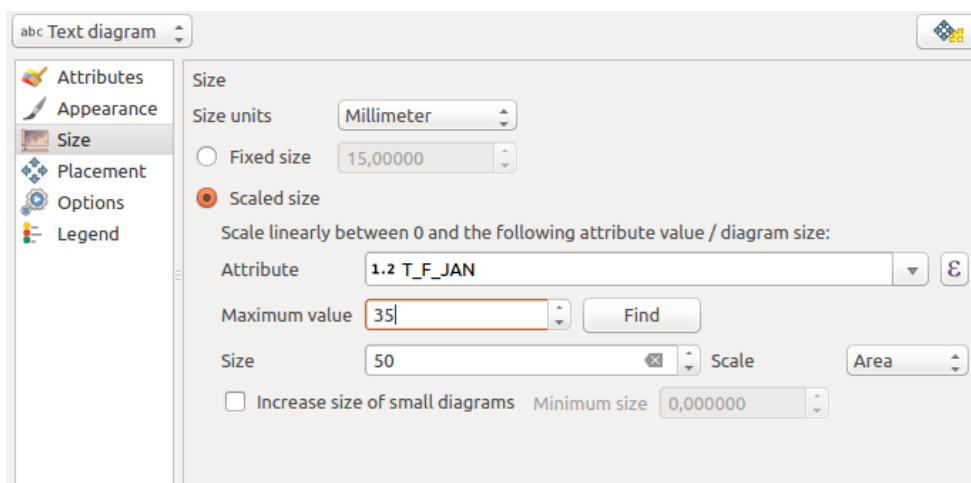 abc Text diagram
Attributes
Appearance
Size
Placement
Options
Legend
Size
Size units Millimeter
Fixed size 15,00000
Scaled size
Scale linearly between 0 and the following attribute value / diagram size:
Attribute 1.2 T_F_JAN ε
Maximum value 35 Find
Size 50 Scale Area
Increase size of small diagrams Minimum size 0,000000